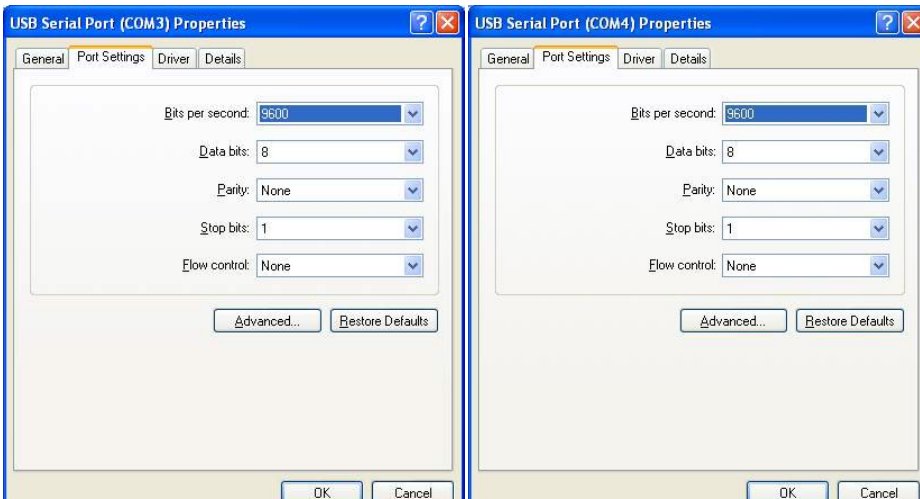 USB Serial Port (COM3) Properties
General Port Settings Driver Details
Bits per second: 9600
Data bits: 8
Parity: None
Stop bits: 1
Flow control: None
Advanced... Restore Defaults
OK Cancel
USB Serial Port (COM4) Properties
General Port Settings Driver Details
Bits per second: 9600
Data bits: 8
Parity: None
Stop bits: 1
Flow control: None
Advanced... Restore Defaults
OK Cancel